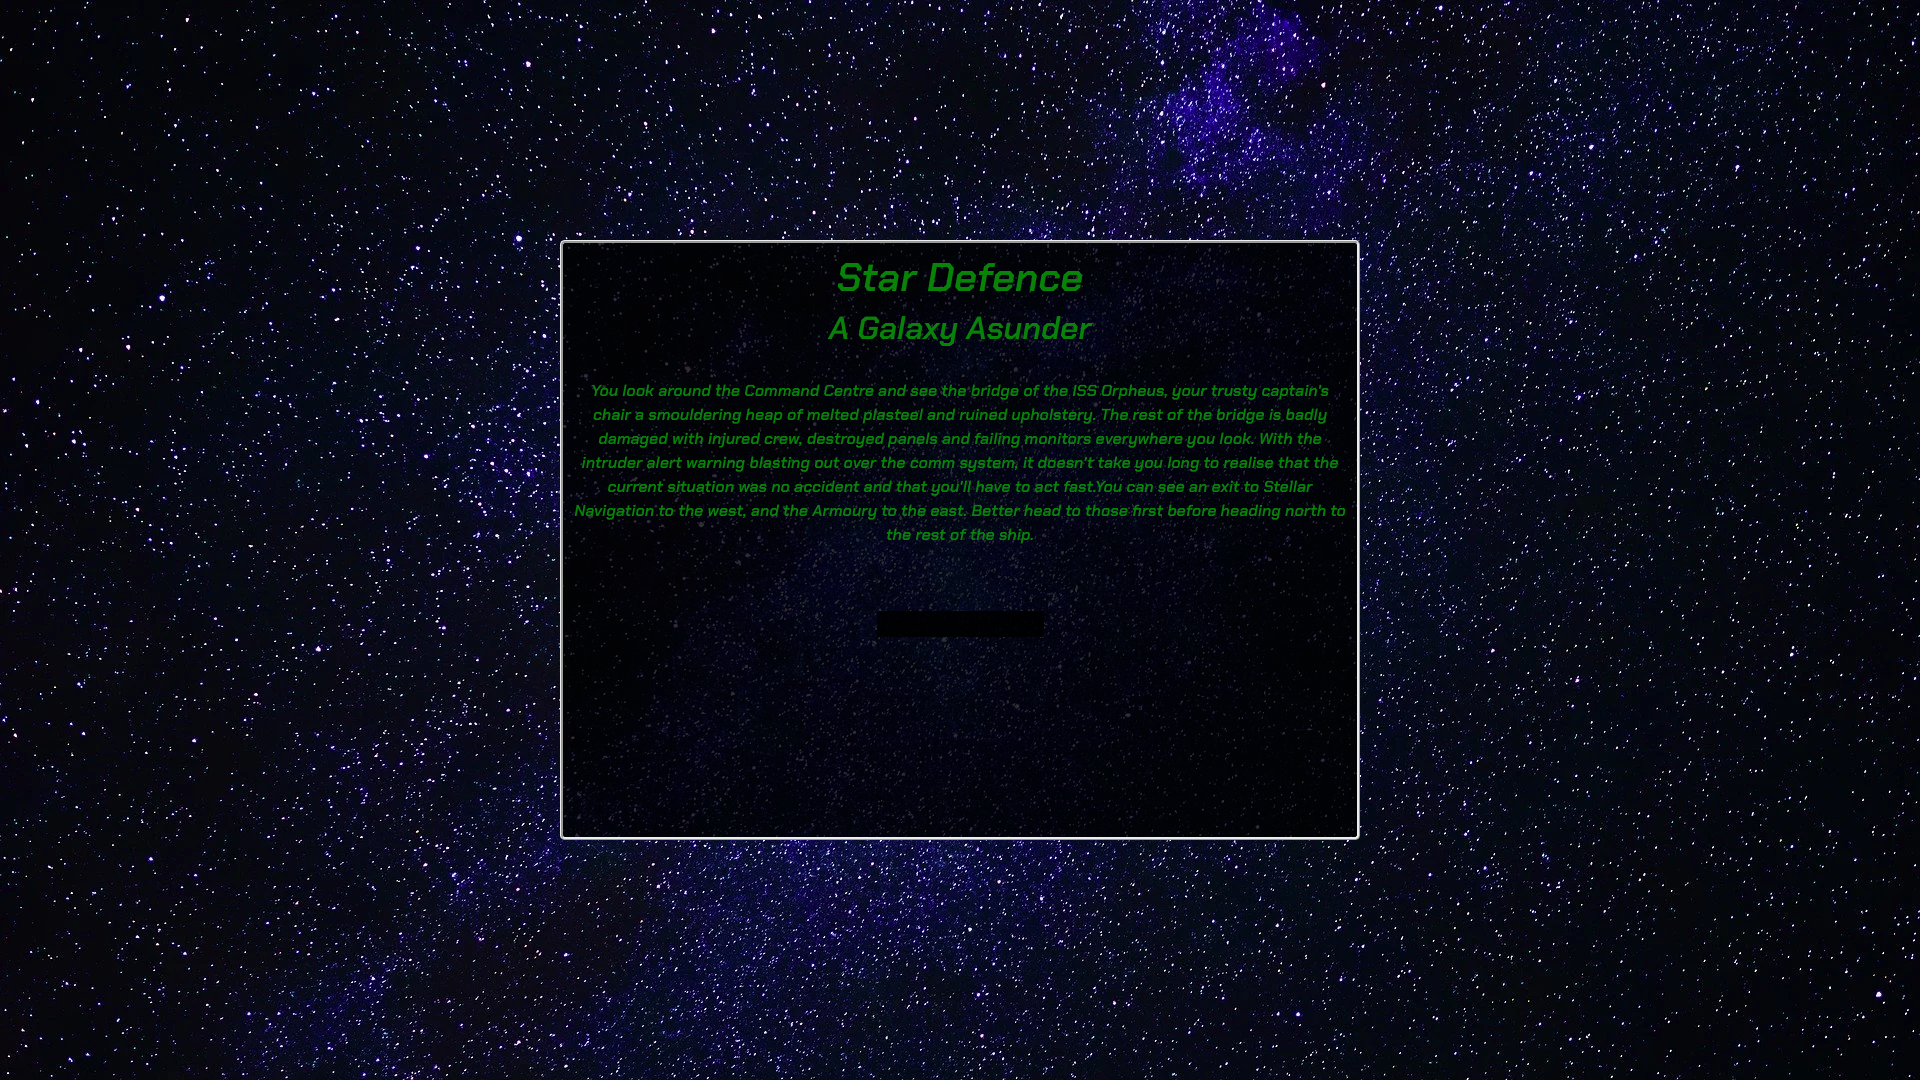 Star Defence
A Galaxy Asunder
You look around the Command Centre and see the bridge of the ISS Orpheus, your trusty captain's
chair a smouldering heap of melted plasteel and ruined upholstery. The rest of the bridge is badly
damaged with injured crew, destroyed panels and failing monitors everywhere you look. With the
intruder alert warning blasting out over the comm system, it doesn't take you long to realise that the
current situation was no accident and that you'll have to act fast.You can see an exit to Stellar
Navigation to the west, and the Armoury to the east. Better head to those first before heading north to
the rest of the ship.